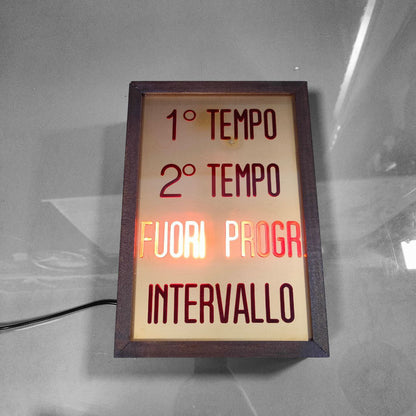 1° TEMPO
2° TEMPO
FUORI PROGR.
INTERVALLO